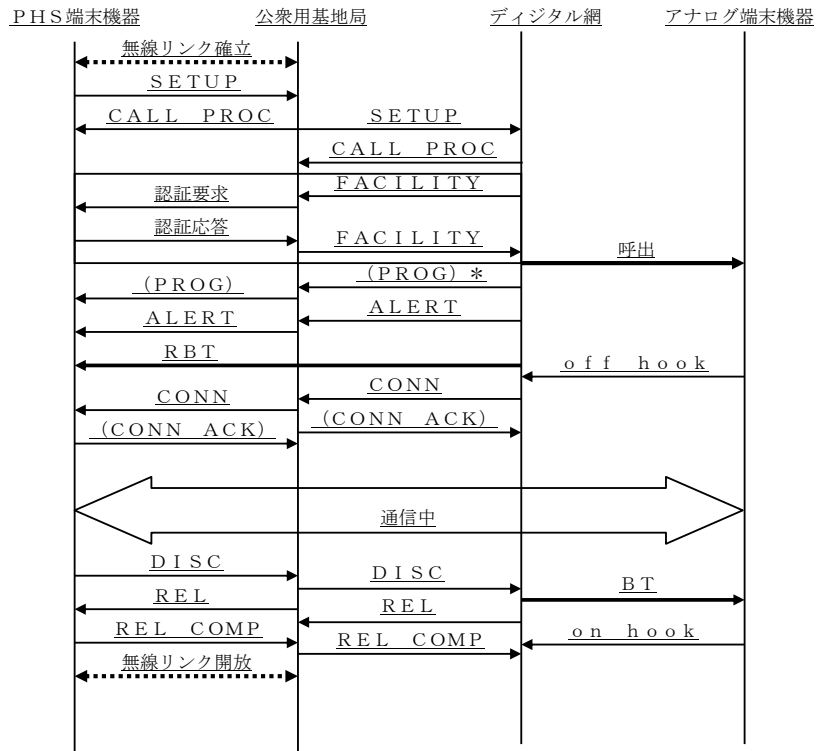 PHS端末機器 公衆用基地局 ディジタル網 アナログ端末機器
無線リンク確立
SETUP
CALL PROC SETUP
CALL PROC
FACILITY
認証要求
認証応答
FACILITY
呼出
(PROG)*
(PROG)
ALERT
ALERT
RBT
off hook
CONN
CONN
(CONN ACK) (CONN ACK)
通信中
DISC
DISC
BT
REL
REL
REL COMP
on hook
REL COMP
無線リンク開放